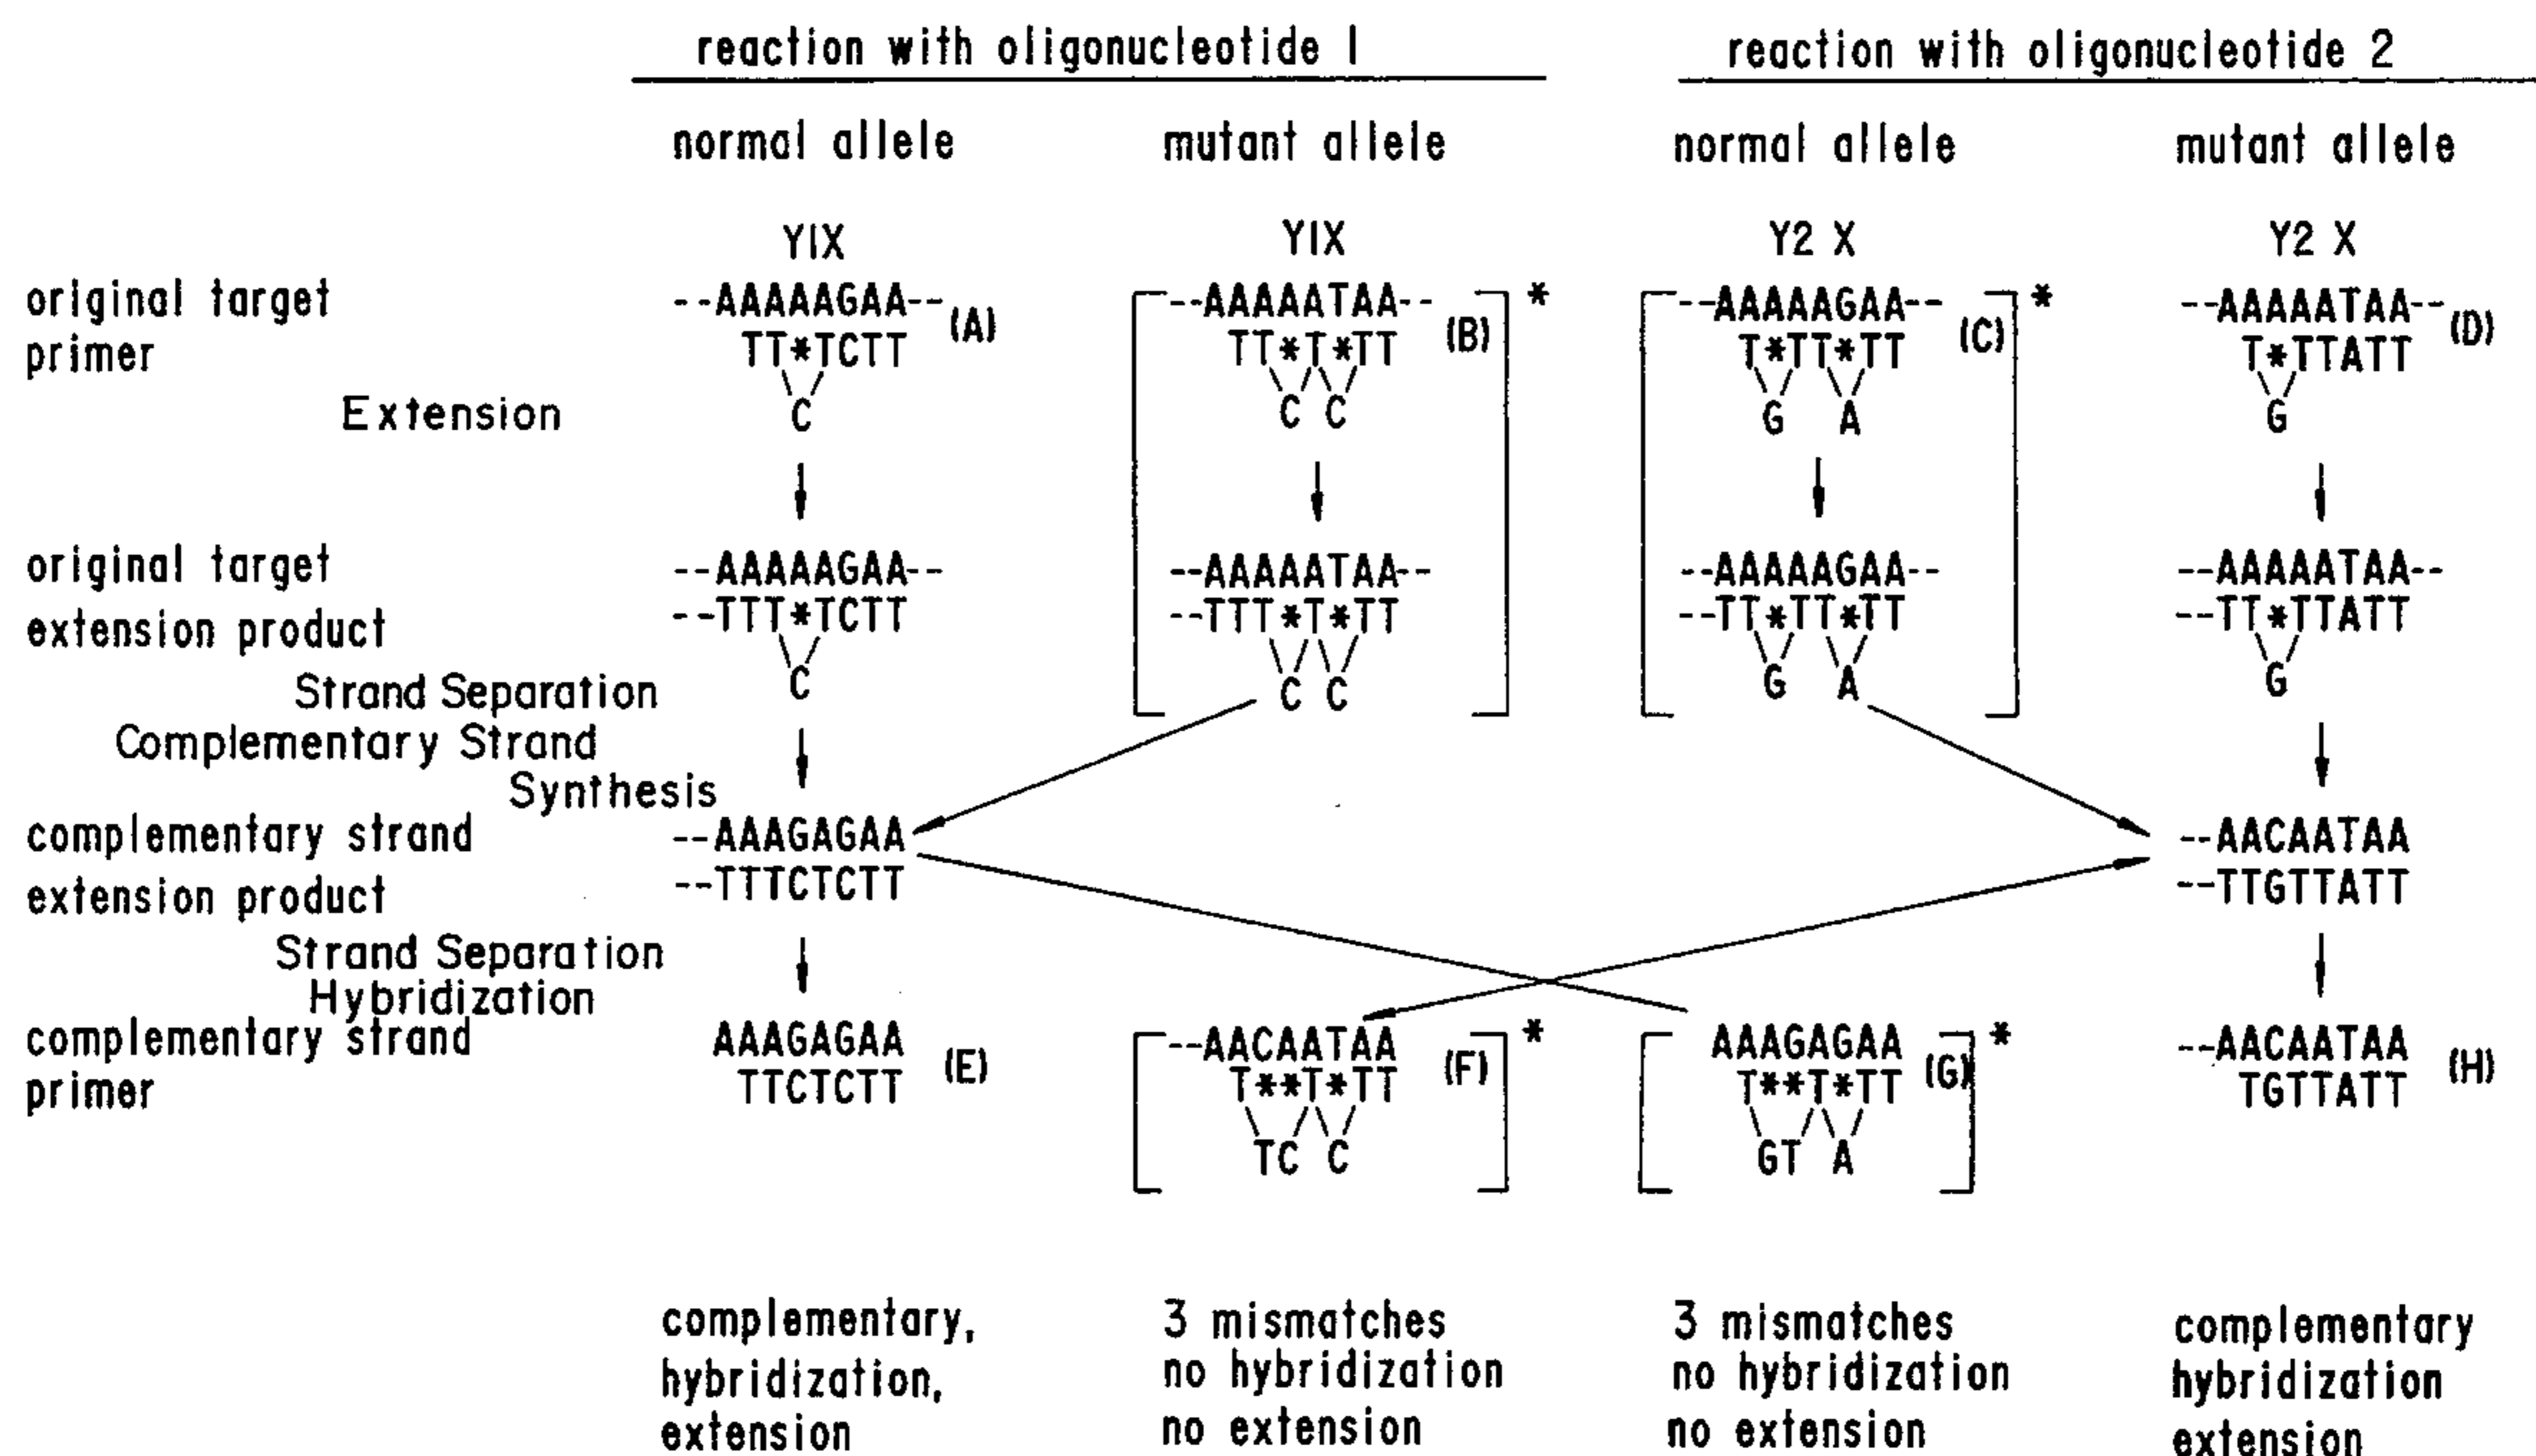 reaction with oligonucleotide 1 reaction with oligonucleotide 2
normal allele mutant allele normal allele mutant allele
Y1X Y1X Y2 X Y2 X
original target --AAAAAGAA-- --AAAAATAA-- * --AAAAAGAA-- * --AAAAATAA--
(A) (B) (C) (D)
primer TT*TCTT TT*T*TT T*TT*TT T*TTATT
Extension C C C G A G
original target --AAAAAGAA-- --AAAAATAA-- --AAAAAGAA-- --AAAAATAA--
extension product --TTT*TCTT --TTT*T*TT --TT*TT*TT --TT*TTATT
C C C G A G
Strand Separation
Complementary Strand
Synthesis
complementary strand --AAAGAGAA --AACAATAA
extension product --TTTCTCTT --TTGTTATT
Strand Separation
Hybridization
complementary strand AAAGAGAA --AACAATAA * AAAGAGAA * --AACAATAA
(E) (F) (G) (H)
primer TTCTCTT T**T*TT T**T*TT TGTTATT
TC C GT A
complementary, 3 mismatches 3 mismatches complementary
hybridization, no hybridization no hybridization hybridization
extension no extension no extension extension